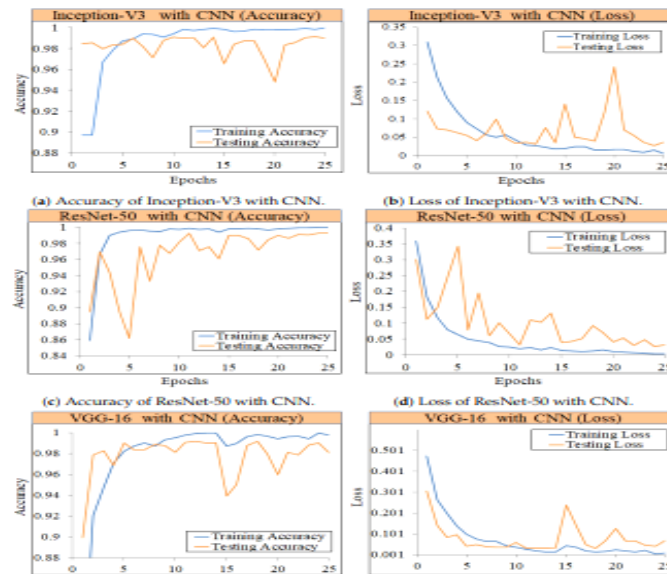 Inception-V3 with CNN (Accuracy)
1
0.98
0.96
0.94
0.92
0.9
0.88
Accuracy
Training Accuracy
Testing Accuracy
0 5 10 15 20 25
Epochs
(a) Accuracy of Inception-V3 with CNN.
Inception-V3 with CNN (Loss)
0.35
0.3
0.25
0.2
0.15
0.1
0.05
0
Loss
Training Loss
Testing Loss
0 5 10 15 20 25
Epochs
(b) Loss of Inception-V3 with CNN.
ResNet-50 with CNN (Accuracy)
1
0.98
0.96
0.94
0.92
0.9
0.88
0.86
0.84
Accuracy
Training Accuracy
Testing Accuracy
0 5 10 15 20 25
Epochs
(c) Accuracy of ResNet-50 with CNN.
ResNet-50 with CNN (Loss)
0.4
0.35
0.3
0.25
0.2
0.15
0.1
0.05
0
Loss
Training Loss
Testing Loss
0 5 10 15 20 25
Epochs
(d) Loss of ResNet-50 with CNN.
VGG-16 with CNN (Accuracy)
1
0.98
0.96
0.94
0.92
0.9
0.88
Accuracy
Training Accuracy
Testing Accuracy
0 5 10 15 20 25
VGG-16 with CNN (Loss)
0.501
0.401
0.301
0.201
0.101
0.001
Loss
Training Loss
Testing Loss
0 5 10 15 20 25